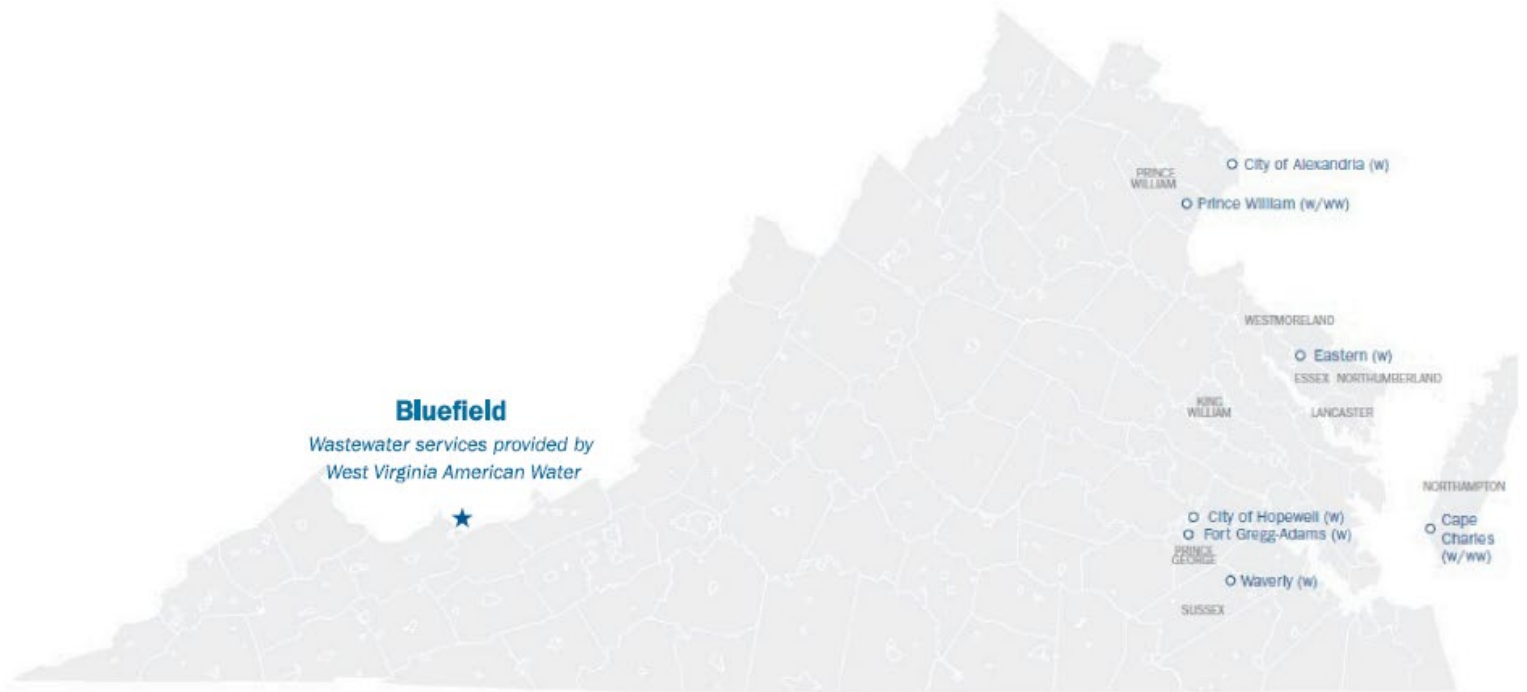 City of Alexandria (w)
PRINCE
WILLIAM
Prince William (w/ww)
WESTMORELAND
Eastern (w)
ESSEX NORTHUMBERLAND
KING
WILLIAM
LANCASTER
Bluefield
Wastewater services provided by
West Virginia American Water
NORTHAMPTON
City of Hopewell (w)
Fort Gregg-Adams (w)
Cape
Charles
(w/ww)
PRINCE
GEORGE
Waverly (w)
SUSSEX